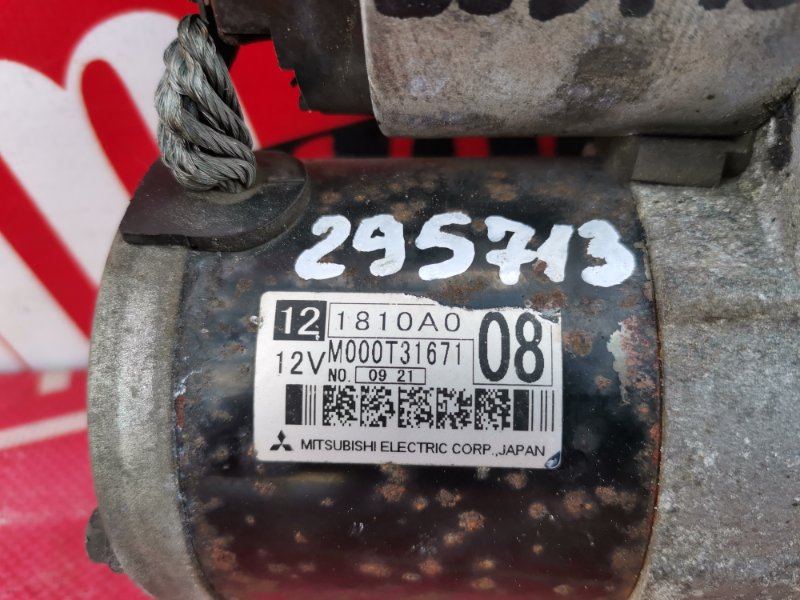 295713
12 1810A0 08
12V M000T31671
NO. 09 21
MITSUBISHI ELECTRIC CORP.,JAPAN